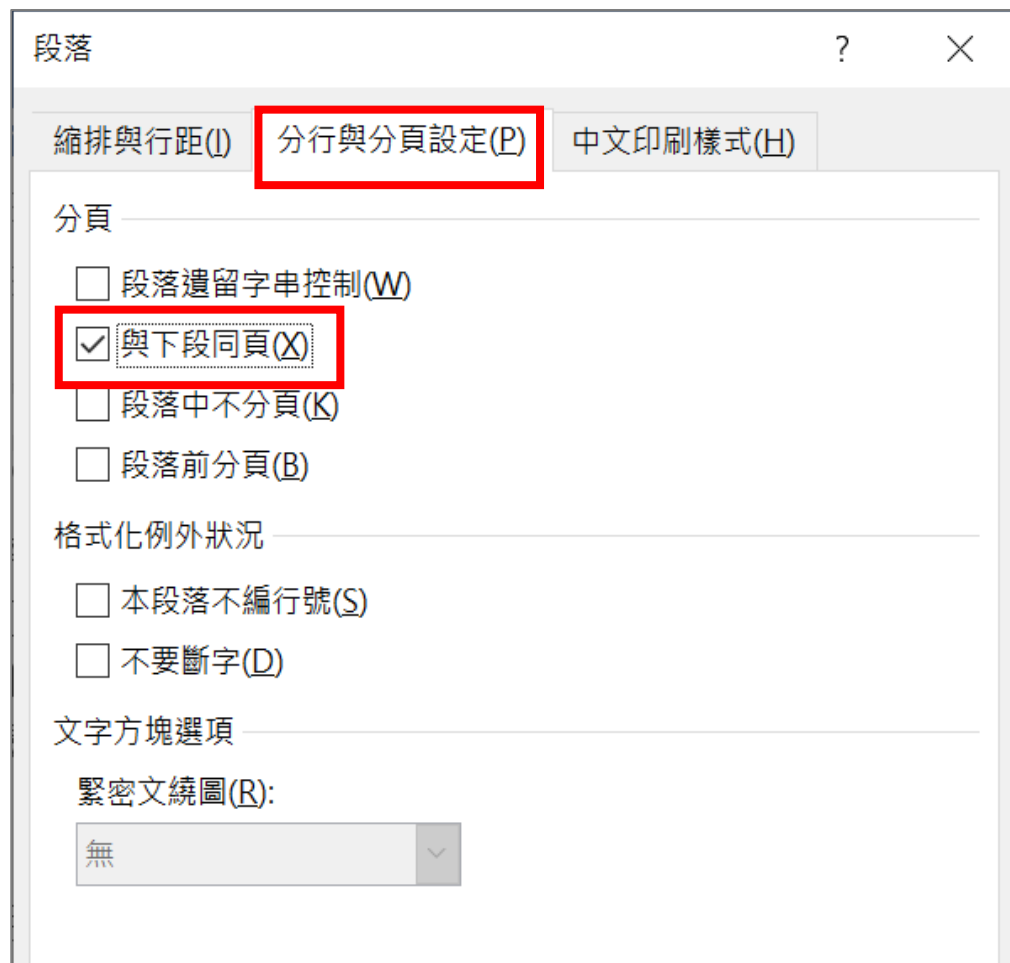 段落 ?
縮排與行距(I) 分行與分頁設定(P) 中文印刷樣式(H)
分頁
段落遺留字串控制(W)
與下段同頁(X)
段落中不分頁(K)
段落前分頁(B)
格式化例外狀況
本段落不編行號(S)
不要斷字(D)
文字方塊選項
緊密文繞圖(R):
無